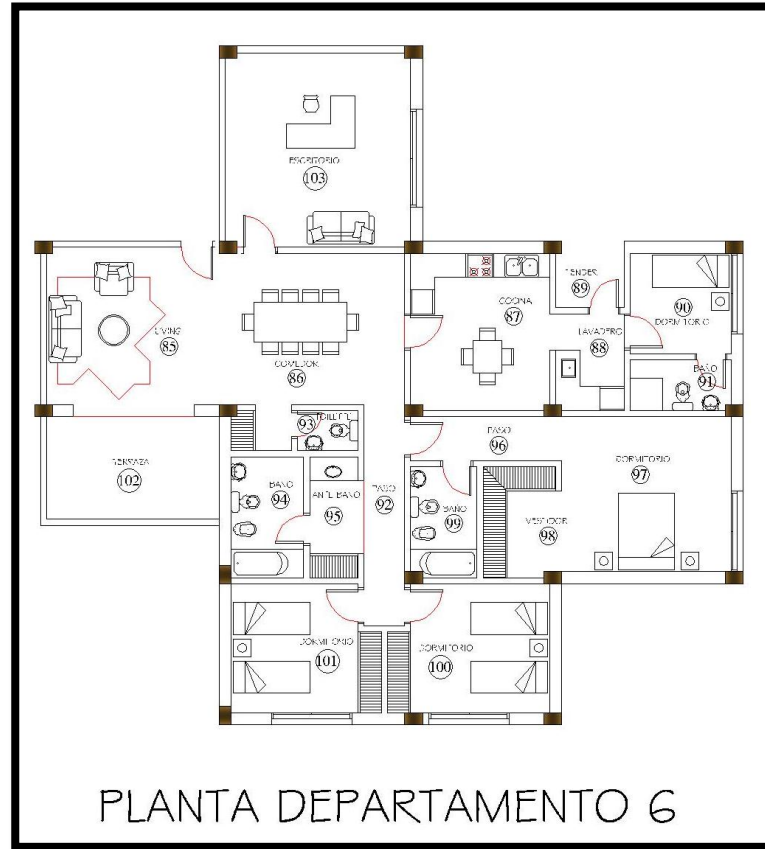 ESCRITORIO
103
TENDER
89
COCINA
87
90
DORMITORIO
LIVING
85
LAVADERO
88
COMEDOR
86
BAÑO
91
TOILETTE
93
PASO
96
TERRAZA
102
DORMITORIO
97
BAÑO
94
ANTE BAÑO
95
PASO
92
BAÑO
99
VESTIDOR
98
DORMITORIO
101
DORMITORIO
100
PLANTA DEPARTAMENTO 6